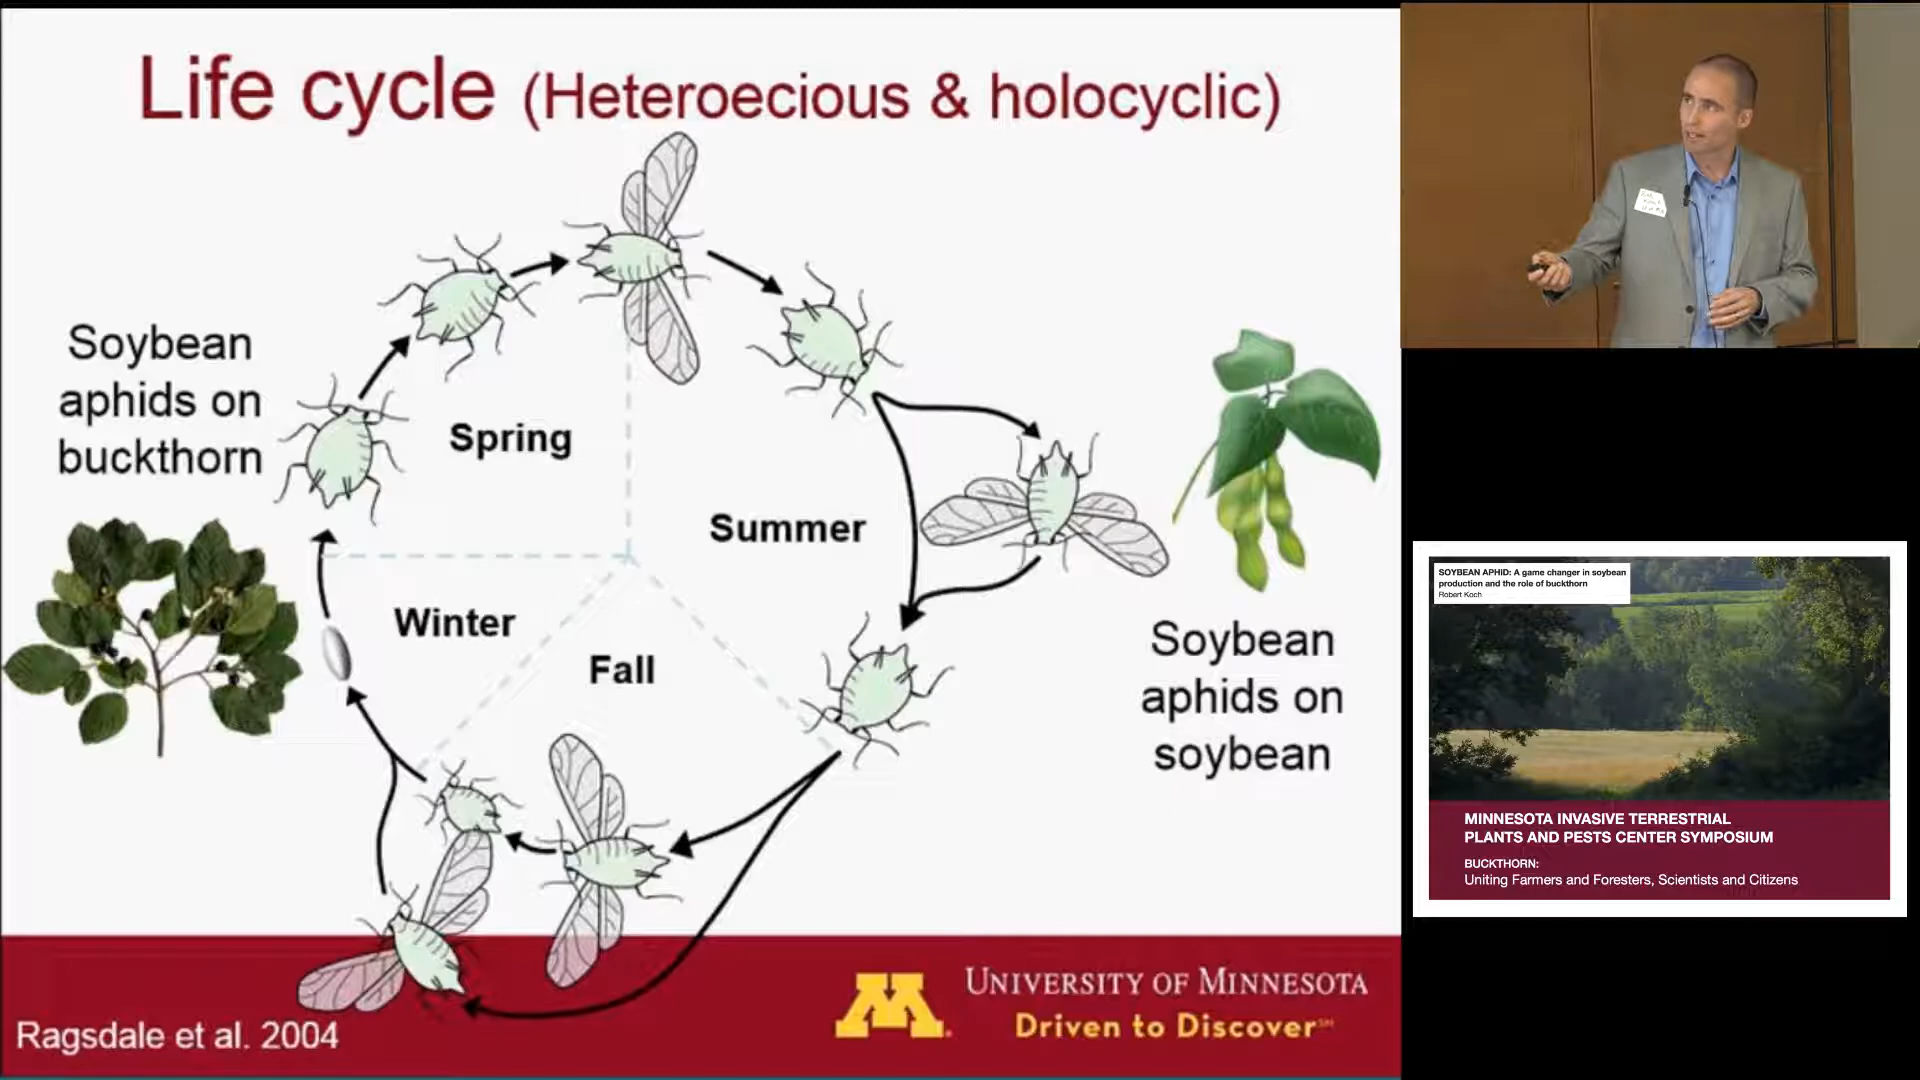 Life cycle (Heteroecious & holocyclic)
Soybean
aphids on
buckthorn
Spring
Summer
Winter
Fall
Soybean
aphids on
soybean
Ragsdale et al. 2004
UNIVERSITY OF MINNESOTA
Driven to Discover℠
SOYBEAN APHID: A game changer in soybean
production and the role of buckthorn
Robert Koch
MINNESOTA INVASIVE TERRESTRIAL
PLANTS AND PESTS CENTER SYMPOSIUM
BUCKTHORN:
Uniting Farmers and Foresters, Scientists and Citizens